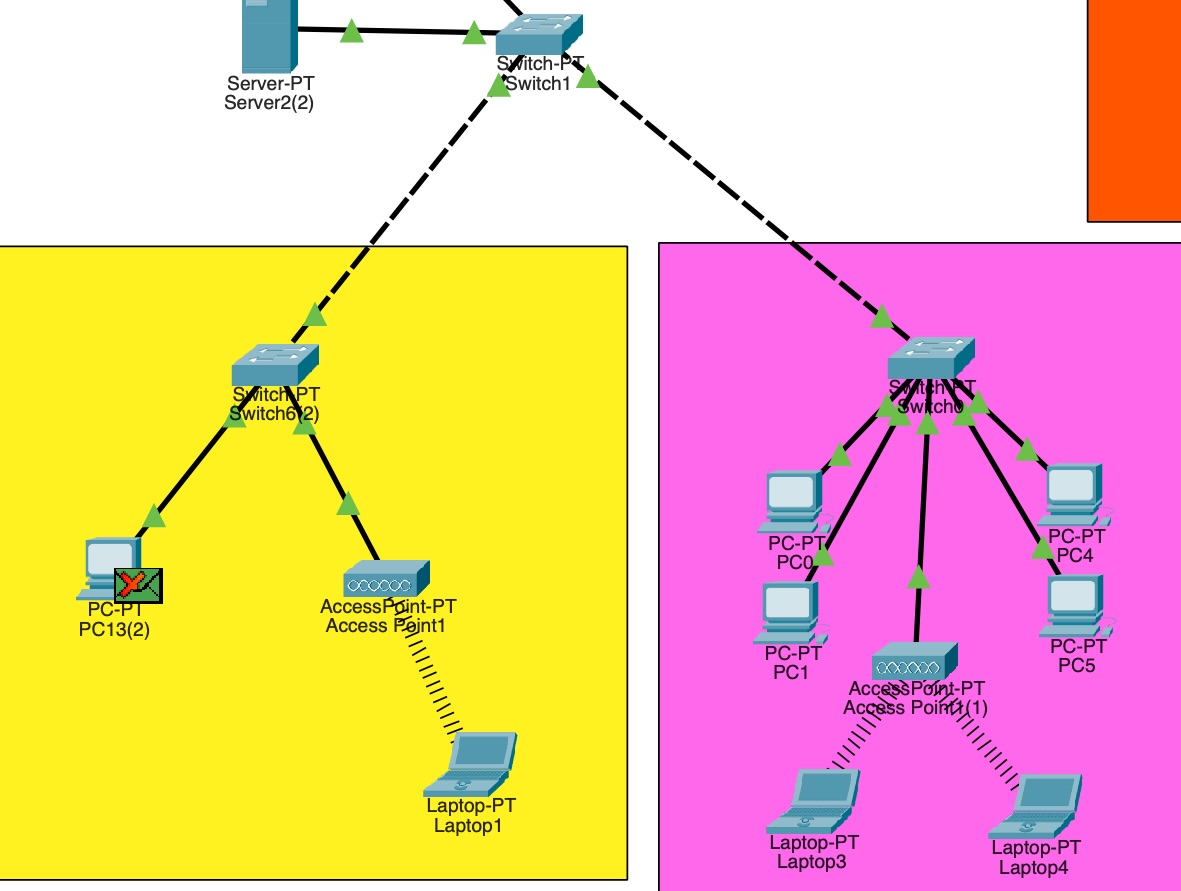 Switch-PT
Switch1
Server-PT
Server2(2)
Switch-PT
Switch6(2)
Switch-PT
Switch0
PC-PT
PC0
PC-PT
PC4
PC-PT
PC13(2)
AccessPoint-PT
Access Point1
PC-PT
PC1
PC-PT
PC5
AccessPoint-PT
Access Point1(1)
Laptop-PT
Laptop1
Laptop-PT
Laptop3
Laptop-PT
Laptop4